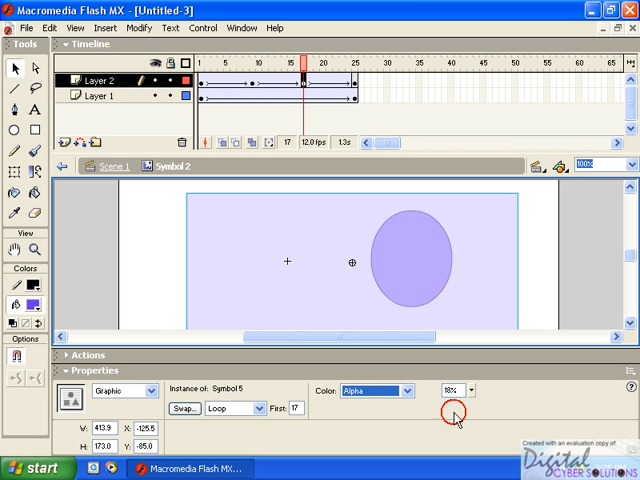 Macromedia Flash MX - [Untitled-3]
File Edit View Insert Modify Text Control Window Help
Tools
Timeline
1 5 10 15 20 25 30 35 40 45 50 55 60 65
Layer 2
Layer 1
17 12.0 fps 1.3s
Scene 1 Symbol 2 100%
View
Colors
Options
Actions
Properties
Graphic Instance of: Symbol 5 Color: Alpha 18%
Swap... Loop First: 17
W: 413.9 X: -125.5
H: 173.0 Y: -85.0
Created with an evaluation copy of
Digital
CYBER SOLUTIONS
start Macromedia Flash MX...